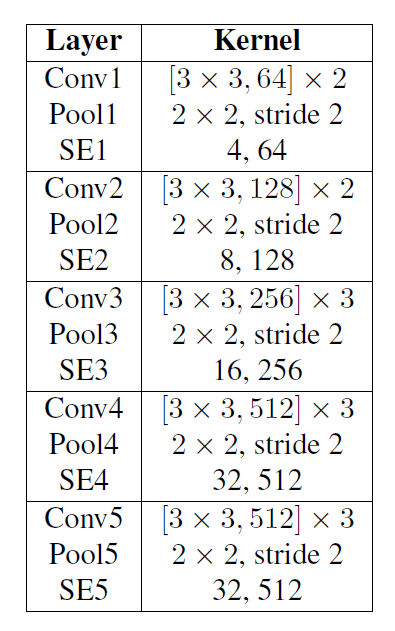 Layer Kernel
Conv1 [3 × 3, 64] × 2
Pool1 2 × 2, stride 2
SE1 4, 64
Conv2 [3 × 3, 128] × 2
Pool2 2 × 2, stride 2
SE2 8, 128
Conv3 [3 × 3, 256] × 3
Pool3 2 × 2, stride 2
SE3 16, 256
Conv4 [3 × 3, 512] × 3
Pool4 2 × 2, stride 2
SE4 32, 512
Conv5 [3 × 3, 512] × 3
Pool5 2 × 2, stride 2
SE5 32, 512